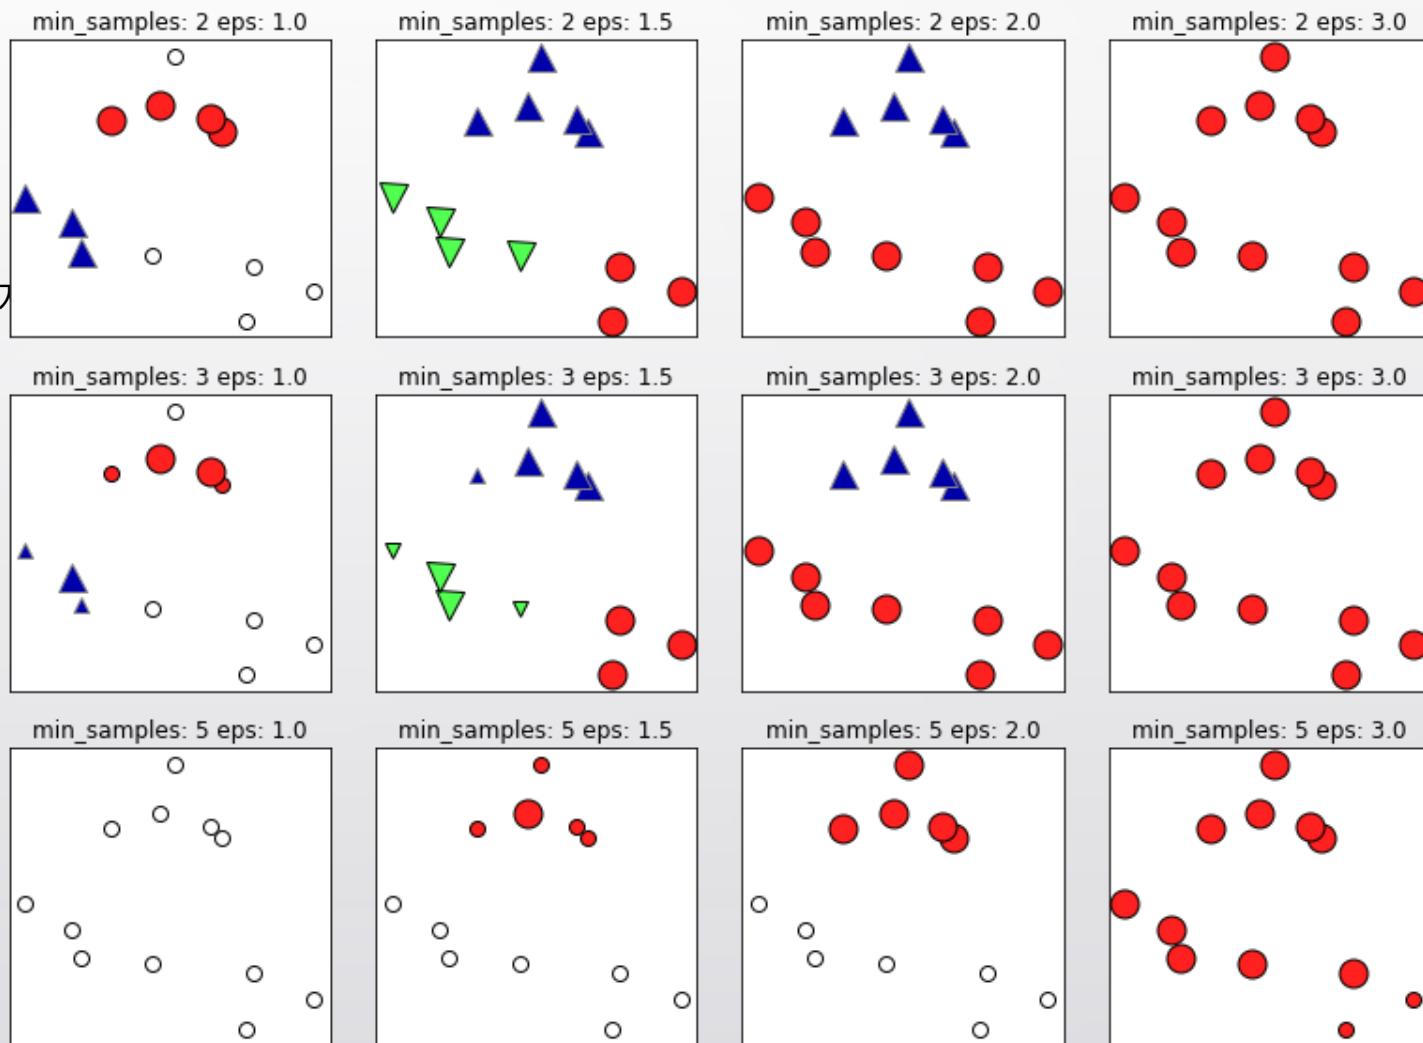 min_samples: 2 eps: 1.0
min_samples: 2 eps: 1.5
min_samples: 2 eps: 2.0
min_samples: 2 eps: 3.0
min_samples: 3 eps: 1.0
min_samples: 3 eps: 1.5
min_samples: 3 eps: 2.0
min_samples: 3 eps: 3.0
min_samples: 5 eps: 1.0
min_samples: 5 eps: 1.5
min_samples: 5 eps: 2.0
min_samples: 5 eps: 3.0